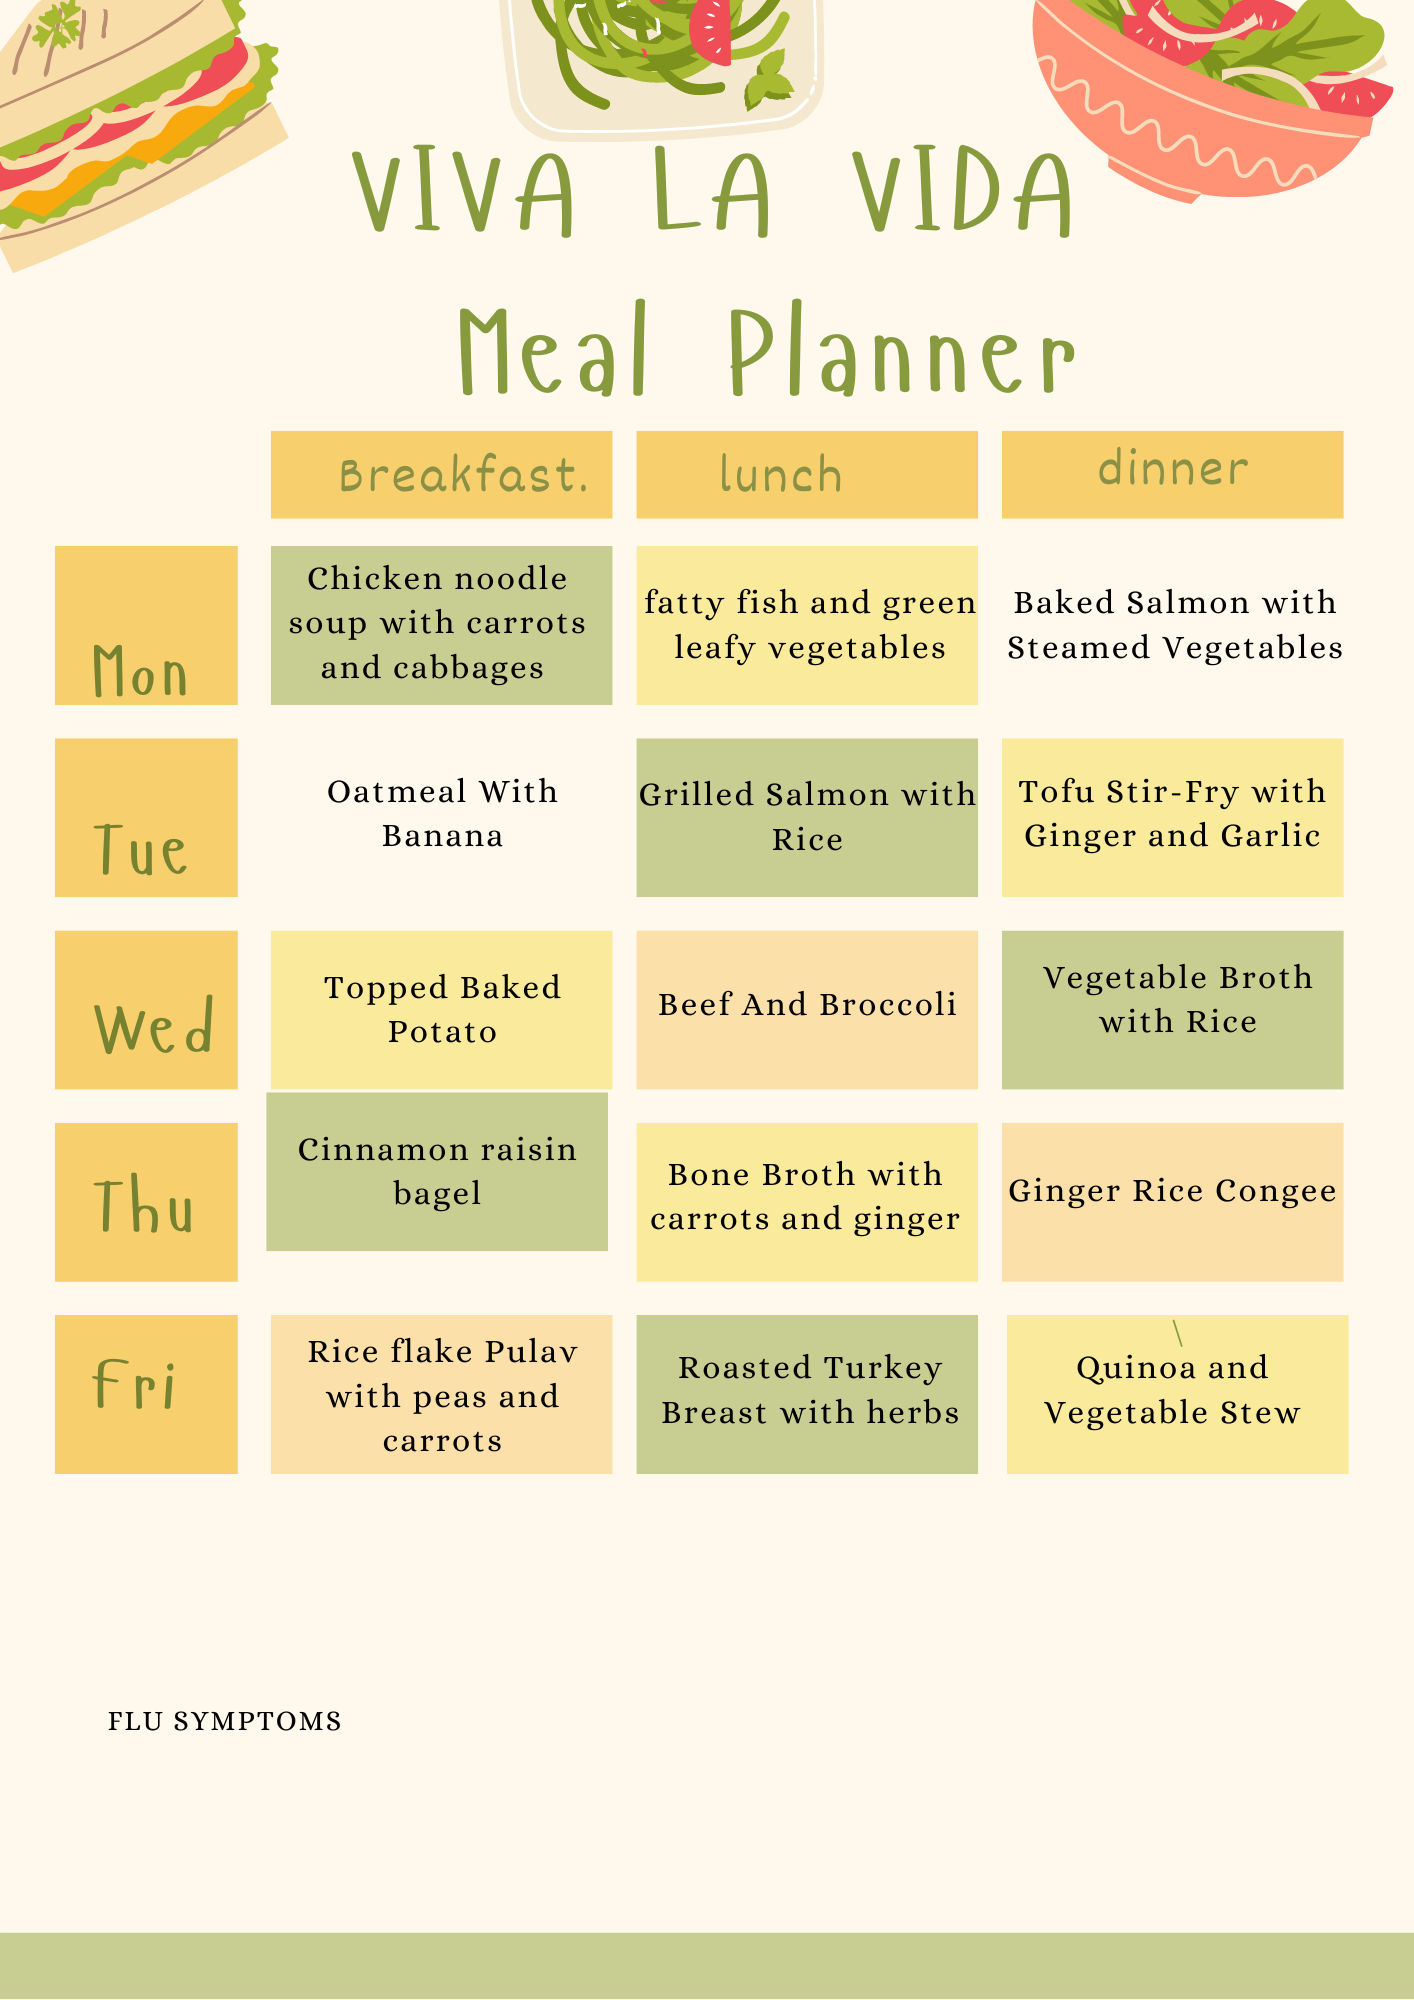 VIVA LA VIDA
Meal Planner
Breakfast.
lunch
dinner
Mon
Chicken noodle
soup with carrots
and cabbages
fatty fish and green
leafy vegetables
Baked Salmon with
Steamed Vegetables
Tue
Oatmeal With
Banana
Grilled Salmon with
Rice
Tofu Stir-Fry with
Ginger and Garlic
Wed
Topped Baked
Potato
Beef And Broccoli
Vegetable Broth
with Rice
Thu
Cinnamon raisin
bagel
Bone Broth with
carrots and ginger
Ginger Rice Congee
Fri
Rice flake Pulav
with peas and
carrots
Roasted Turkey
Breast with herbs
\
Quinoa and
Vegetable Stew
FLU SYMPTOMS